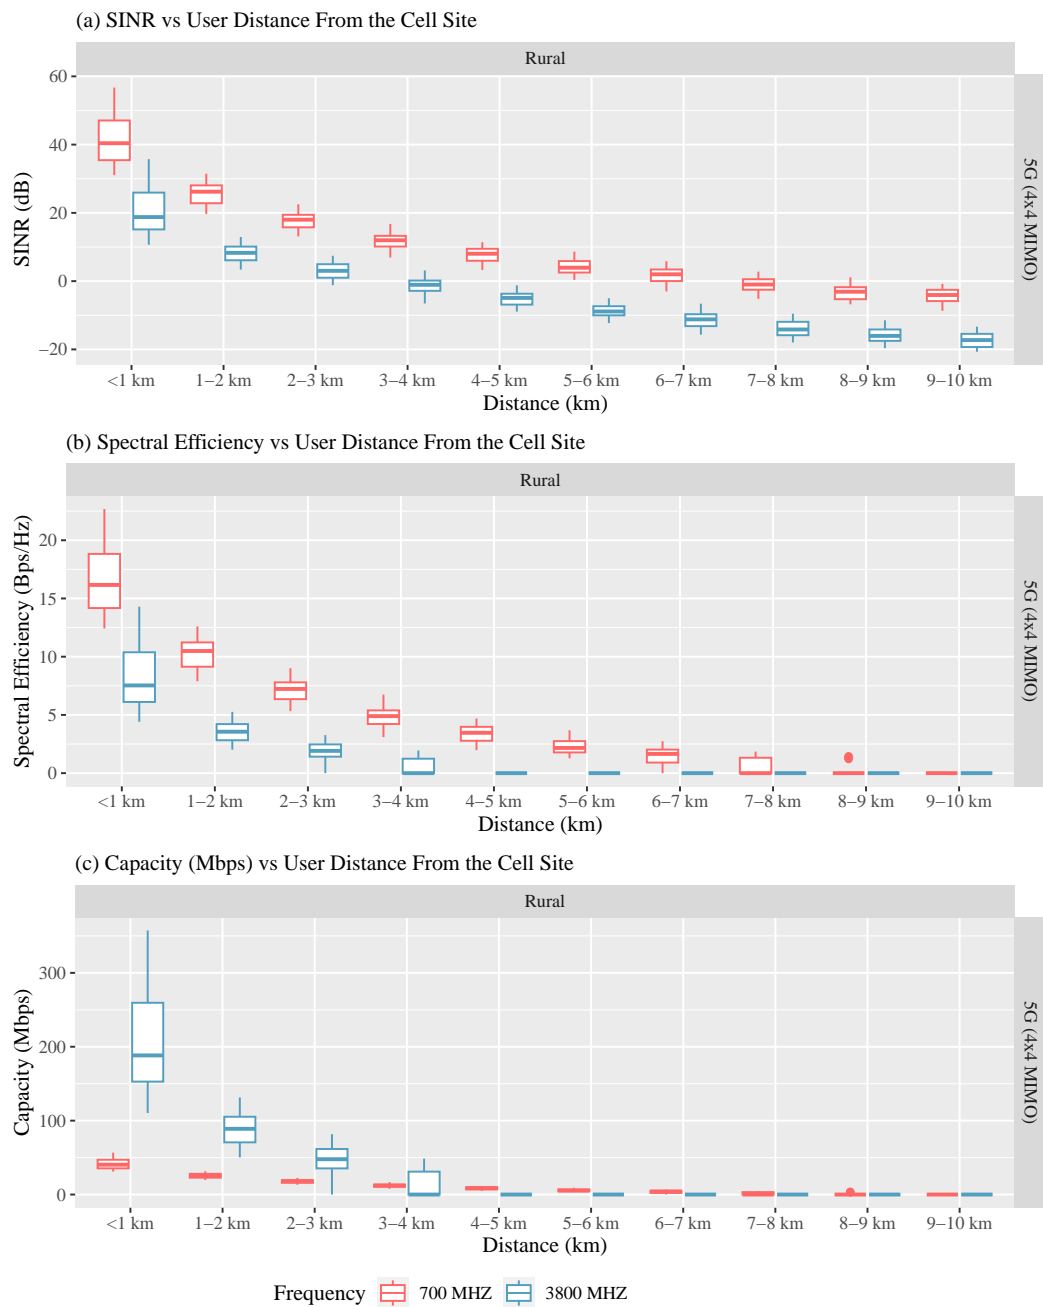 (a) SINR vs User Distance From the Cell Site
Rural
60
40
20
0
−20
SINR (dB)
5G (4x4 MIMO)
<1 km 1−2 km 2−3 km 3−4 km 4−5 km 5−6 km 6−7 km 7−8 km 8−9 km 9−10 km
Distance (km)
(b) Spectral Efficiency vs User Distance From the Cell Site
Rural
20
15
10
5
0
Spectral Efficiency (Bps/Hz)
5G (4x4 MIMO)
<1 km 1−2 km 2−3 km 3−4 km 4−5 km 5−6 km 6−7 km 7−8 km 8−9 km 9−10 km
Distance (km)
(c) Capacity (Mbps) vs User Distance From the Cell Site
Rural
300
200
100
0
Capacity (Mbps)
5G (4x4 MIMO)
<1 km 1−2 km 2−3 km 3−4 km 4−5 km 5−6 km 6−7 km 7−8 km 8−9 km 9−10 km
Distance (km)
Frequency 700 MHZ 3800 MHZ